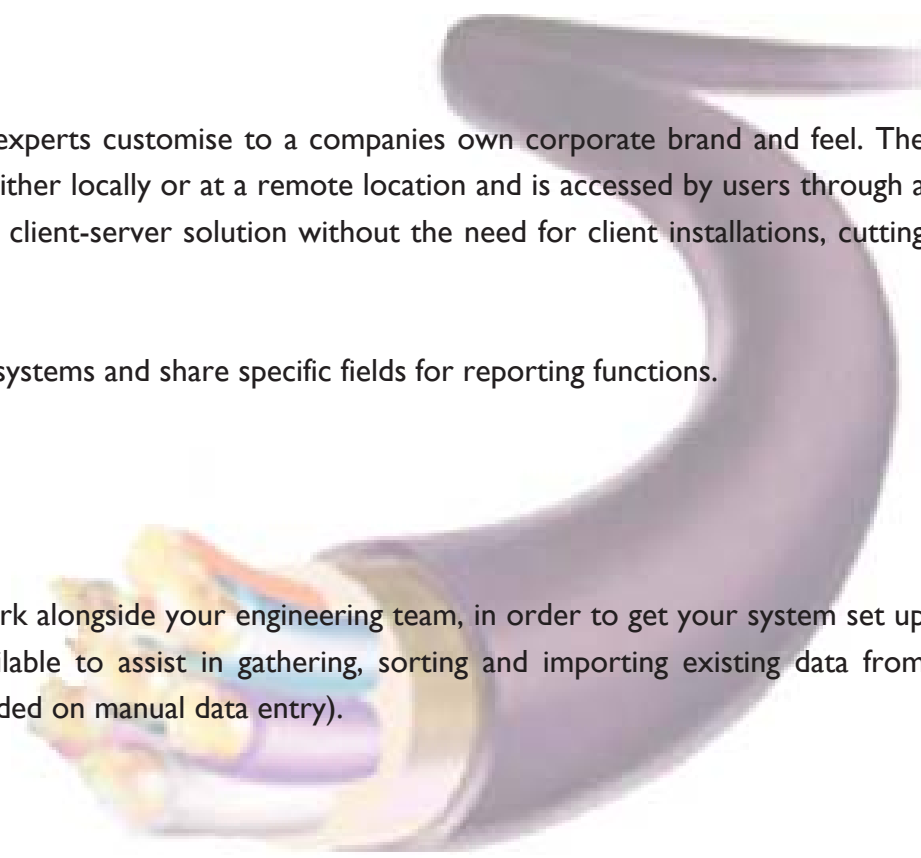 experts customise to a companies own corporate brand and feel. The
ither locally or at a remote location and is accessed by users through a
client-server solution without the need for client installations, cutting
systems and share specific fields for reporting functions.
rk alongside your engineering team, in order to get your system set up
ilable to assist in gathering, sorting and importing existing data from
ded on manual data entry).